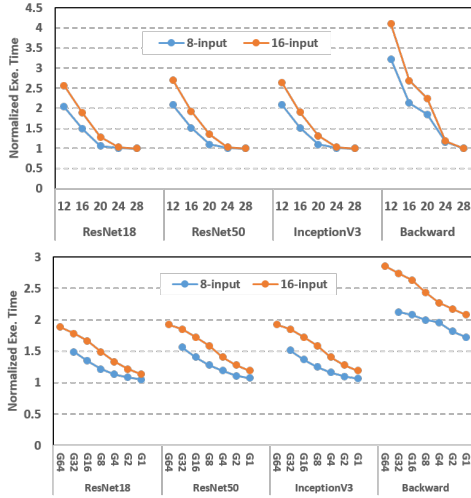 4.5
4
3.5
3
2.5
2
1.5
1
0.5
0
Normalized Exe. Time
8-input 16-input
12 16 20 24 28 12 16 20 24 28 12 16 20 24 28 12 16 20 24 28
ResNet18 ResNet50 InceptionV3 Backward
3
2.5
2
1.5
1
0.5
0
Normalized Exe. Time
8-input 16-input
G64 G32 G16 G8 G4 G2 G1 G64 G32 G16 G8 G4 G2 G1 G64 G32 G16 G8 G4 G2 G1 G64 G32 G16 G8 G4 G2 G1
ResNet18 ResNet50 InceptionV3 Backward